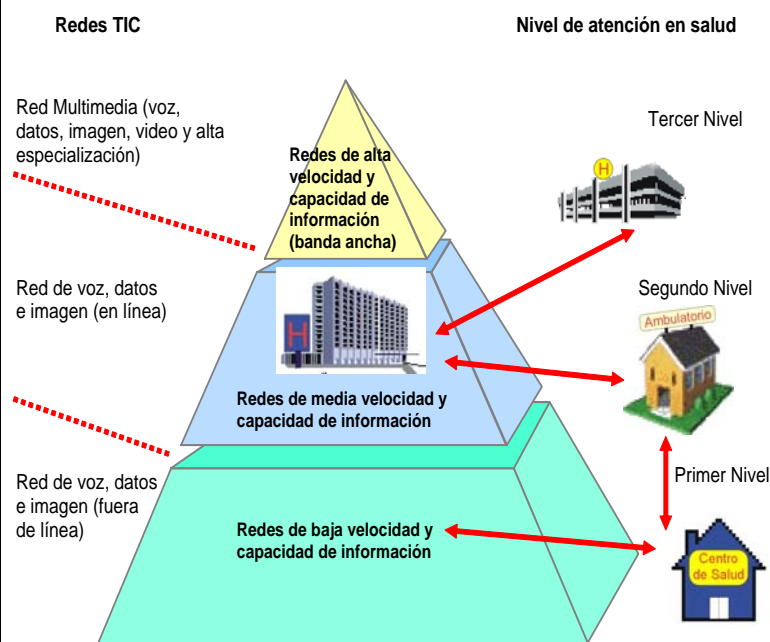 Redes TIC
Nivel de atención en salud
Red Multimedia (voz,
datos, imagen, video y alta
especialización)
Redes de alta
velocidad y
capacidad de
información
(banda ancha)
Tercer Nivel
H
Red de voz, datos
e imagen (en línea)
H
Redes de media velocidad y
capacidad de información
Segundo Nivel
Ambulatorio
Red de voz, datos
e imagen (fuera
de línea)
Redes de baja velocidad y
capacidad de información
Primer Nivel
Centro
de Salud